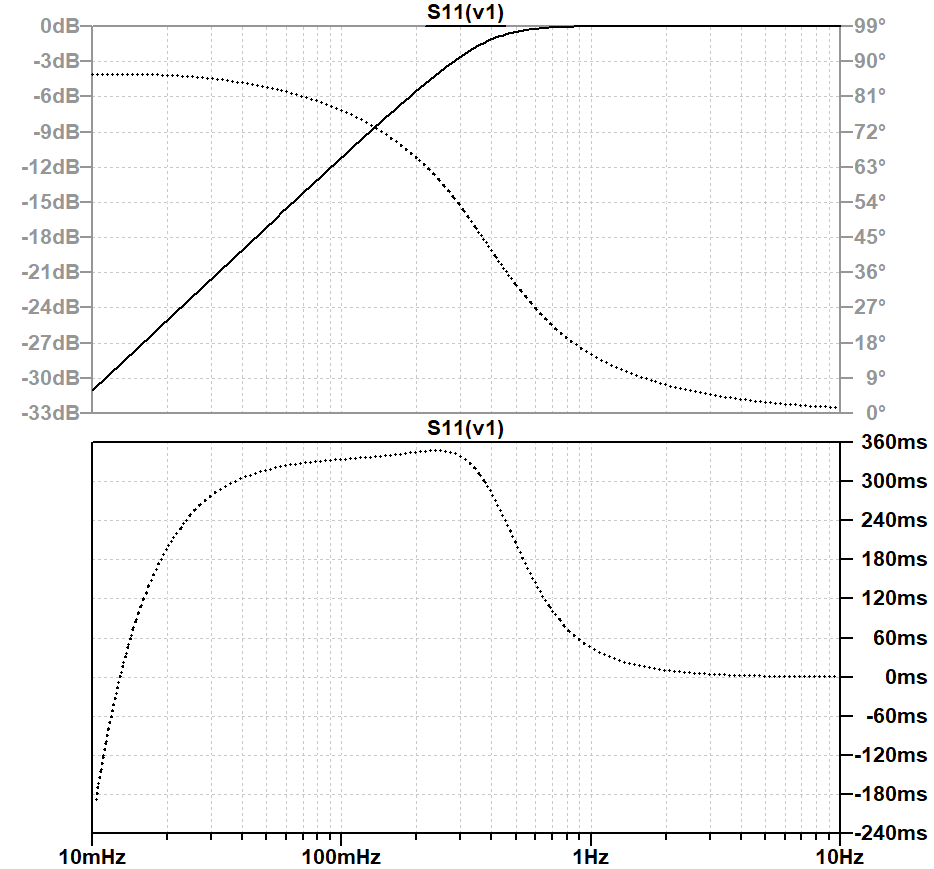 S11(v1)
0dB 99°
-3dB 90°
-6dB 81°
-9dB 72°
-12dB 63°
-15dB 54°
-18dB 45°
-21dB 36°
-24dB 27°
-27dB 18°
-30dB 9°
-33dB 0°
S11(v1)
360ms
300ms
240ms
180ms
120ms
60ms
0ms
-60ms
-120ms
-180ms
-240ms
10mHz 100mHz 1Hz 10Hz